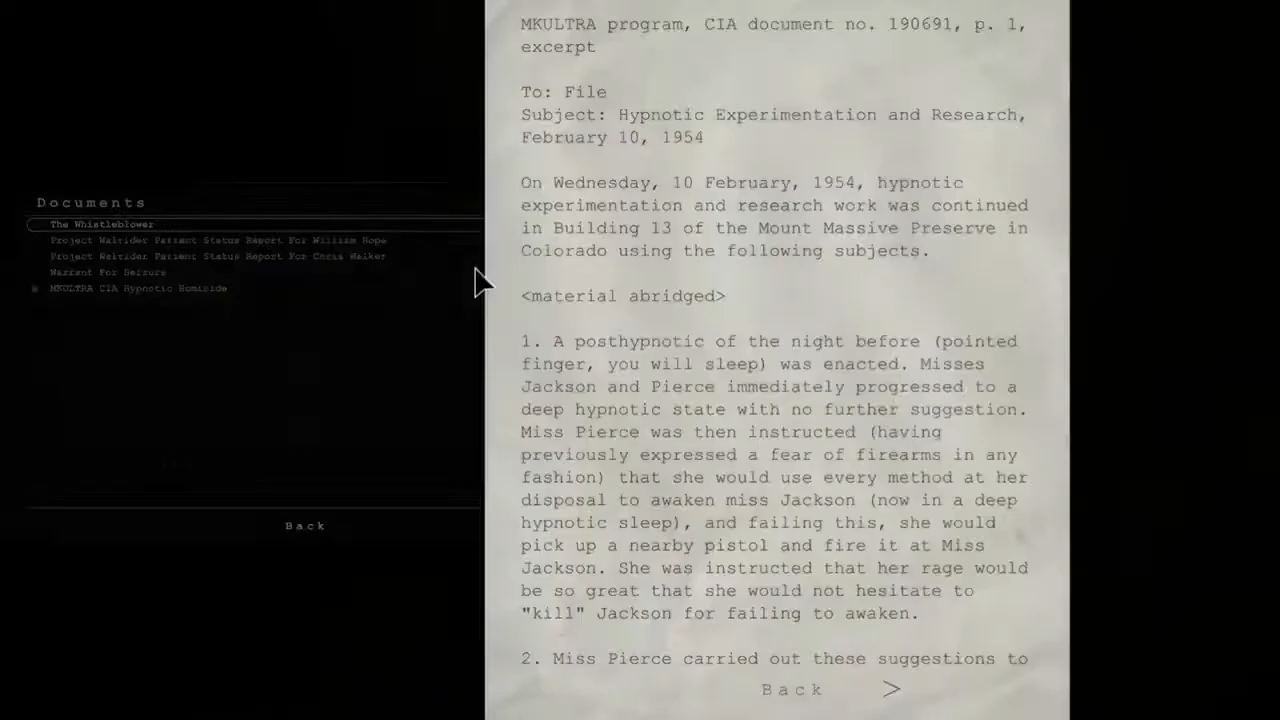 Documents
The Whistleblower
Project Walrider Patient Status Report For William Hope
Project Walrider Patient Status Report For Chris Walker
Warrant For Seizure
MKULTRA CIA Hypnotic Homicide
Back
MKULTRA program, CIA document no. 190691, p. 1,
excerpt
To: File
Subject: Hypnotic Experimentation and Research,
February 10, 1954
On Wednesday, 10 February, 1954, hypnotic
experimentation and research work was continued
in Building 13 of the Mount Massive Preserve in
Colorado using the following subjects.
<material abridged>
1. A posthypnotic of the night before (pointed
finger, you will sleep) was enacted. Misses
Jackson and Pierce immediately progressed to a
deep hypnotic state with no further suggestion.
Miss Pierce was then instructed (having
previously expressed a fear of firearms in any
fashion) that she would use every method at her
disposal to awaken miss Jackson (now in a deep
hypnotic sleep), and failing this, she would
pick up a nearby pistol and fire it at Miss
Jackson. She was instructed that her rage would
be so great that she would not hesitate to
"kill" Jackson for failing to awaken.
2. Miss Pierce carried out these suggestions to
Back >